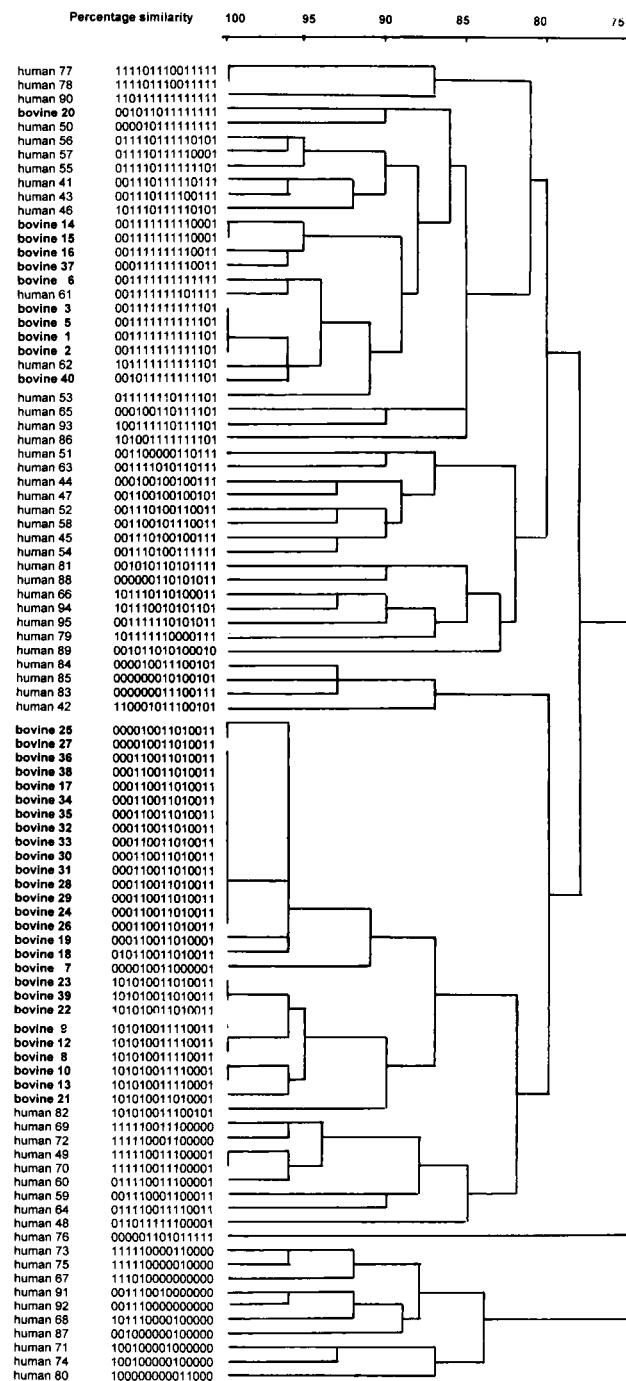 Percentage similarity 100 95 90 85 80 75
human 77 111101110011111
human 78 111101110011111
human 90 110111111111111
bovine 20 001011011111111
human 50 000010111111111
human 56 011110111110101
human 57 011110111110001
human 55 011110111111101
human 41 001110111110111
human 43 001110111100111
human 46 101110111110101
bovine 14 001111111110001
bovine 15 001111111110001
bovine 16 001111111110011
bovine 37 000111111110011
bovine 6 001111111111111
human 61 001111111101111
bovine 3 001111111111101
bovine 5 001111111111101
bovine 1 001111111111101
bovine 2 001111111111101
human 62 101111111111101
bovine 40 001011111111101
human 53 011111110111101
human 65 000100110111101
human 93 100111110111101
human 86 101001111111101
human 51 001100000110111
human 63 001111010110111
human 44 000100100100111
human 47 001100100100101
human 52 001110100110011
human 58 001100101110011
human 45 001110100100111
human 54 001110100111111
human 81 001010110101111
human 88 000000110101011
human 66 101110110100011
human 94 101110010101101
human 95 001111110101011
human 79 101111110000111
human 89 001011010100010
human 84 000010011100101
human 85 000000010100101
human 83 000000011100111
human 42 110001011100101
bovine 25 000010011010011
bovine 27 000010011010011
bovine 36 000110011010011
bovine 38 000110011010011
bovine 17 000110011010011
bovine 34 000110011010011
bovine 35 000110011010011
bovine 32 000110011010011
bovine 33 000110011010011
bovine 30 000110011010011
bovine 31 000110011010011
bovine 28 000110011010011
bovine 29 000110011010011
bovine 24 000110011010011
bovine 26 000110011010011
bovine 19 000110011010001
bovine 18 010110011010011
bovine 7 000010011000001
bovine 23 101010011010011
bovine 39 101010011010011
bovine 22 101010011010011
bovine 9 101010011110011
bovine 12 101010011110011
bovine 8 101010011110011
bovine 10 101010011110001
bovine 13 101010011110001
bovine 21 101010011010001
human 82 101010011100101
human 69 111110011100000
human 72 111110001100000
human 49 111110011100001
human 70 111110011100001
human 60 011110011100001
human 59 001110001100011
human 64 011110011110011
human 48 011011111100001
human 76 000001101101011111
human 73 111110000110000
human 75 111110000010000
human 67 111010000000000
human 91 001110010000000
human 92 001110000000000
human 68 101110000100000
human 87 001000000100000
human 71 100100001000000
human 74 100100000100000
human 80 100000000011000